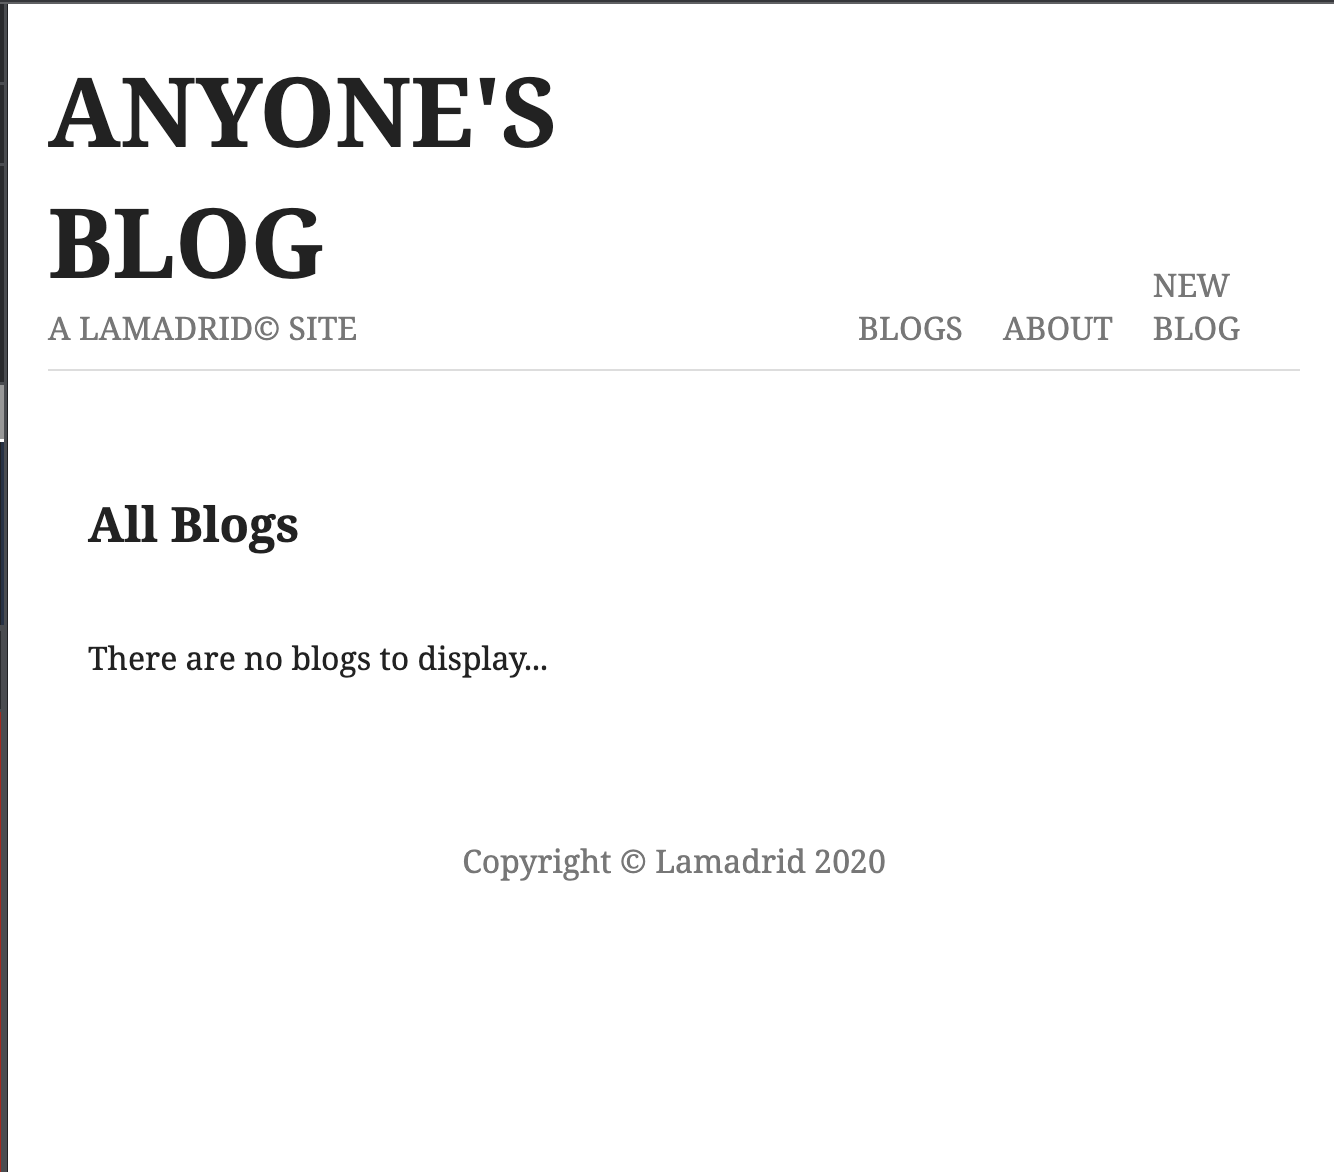 ANYONE'S
BLOG
A LAMADRID© SITE
BLOGS
ABOUT
NEW
BLOG
All Blogs
There are no blogs to display...
Copyright © Lamadrid 2020